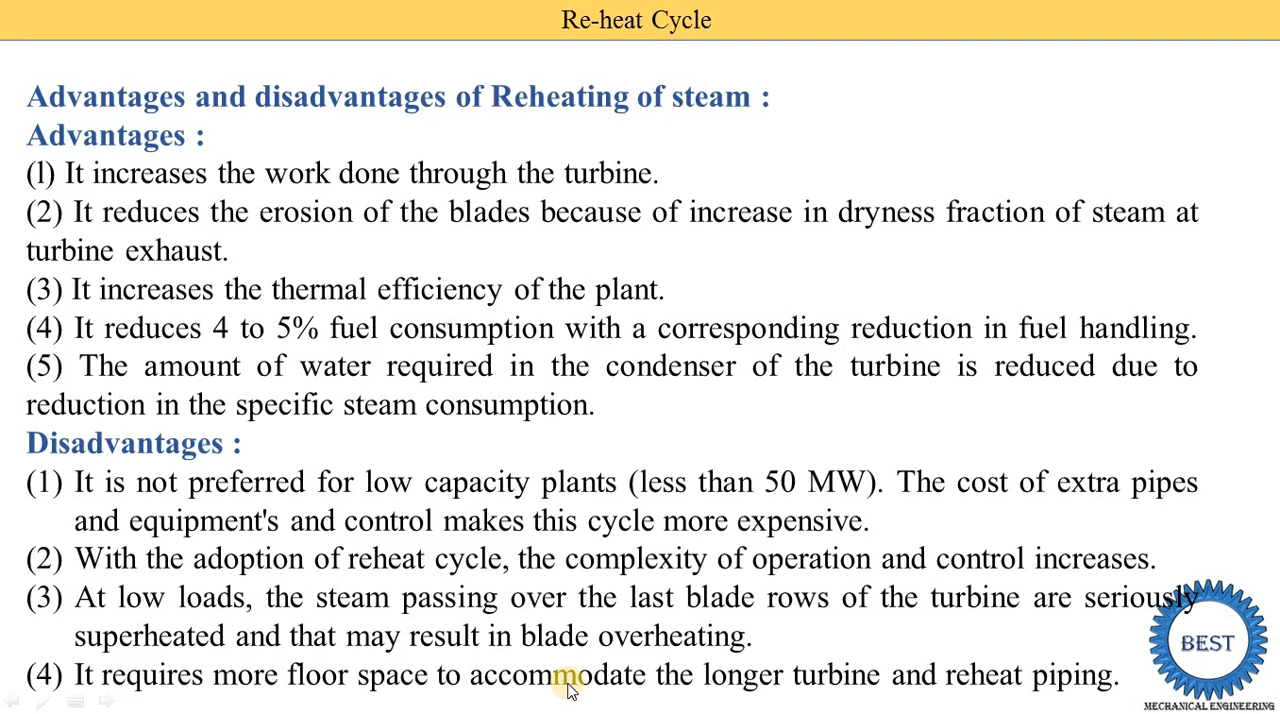 Re-heat Cycle
Advantages and disadvantages of Reheating of steam :
Advantages :
(l) It increases the work done through the turbine.
(2) It reduces the erosion of the blades because of increase in dryness fraction of steam at
turbine exhaust.
(3) It increases the thermal efficiency of the plant.
(4) It reduces 4 to 5% fuel consumption with a corresponding reduction in fuel handling.
(5) The amount of water required in the condenser of the turbine is reduced due to
reduction in the specific steam consumption.
Disadvantages :
(1) It is not preferred for low capacity plants (less than 50 MW). The cost of extra pipes
and equipment's and control makes this cycle more expensive.
(2) With the adoption of reheat cycle, the complexity of operation and control increases.
(3) At low loads, the steam passing over the last blade rows of the turbine are seriously
superheated and that may result in blade overheating.
(4) It requires more floor space to accommodate the longer turbine and reheat piping.
BEST
MECHANICAL ENGINEERING